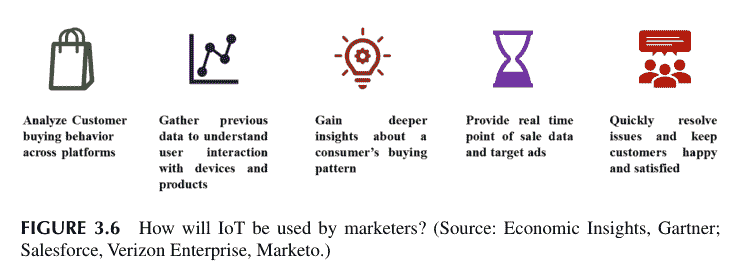 Analyze Customer
buying behavior
across platforms
Gather previous
data to understand
user interaction
with devices and
products
Gain deeper
insights about a
consumer's buying
pattern
Provide real time
point of sale data
and target ads
Quickly resolve
issues and keep
customers happy
and satisfied
FIGURE 3.6 How will IoT be used by marketers? (Source: Economic Insights, Gartner;
Salesforce, Verizon Enterprise, Marketo.)